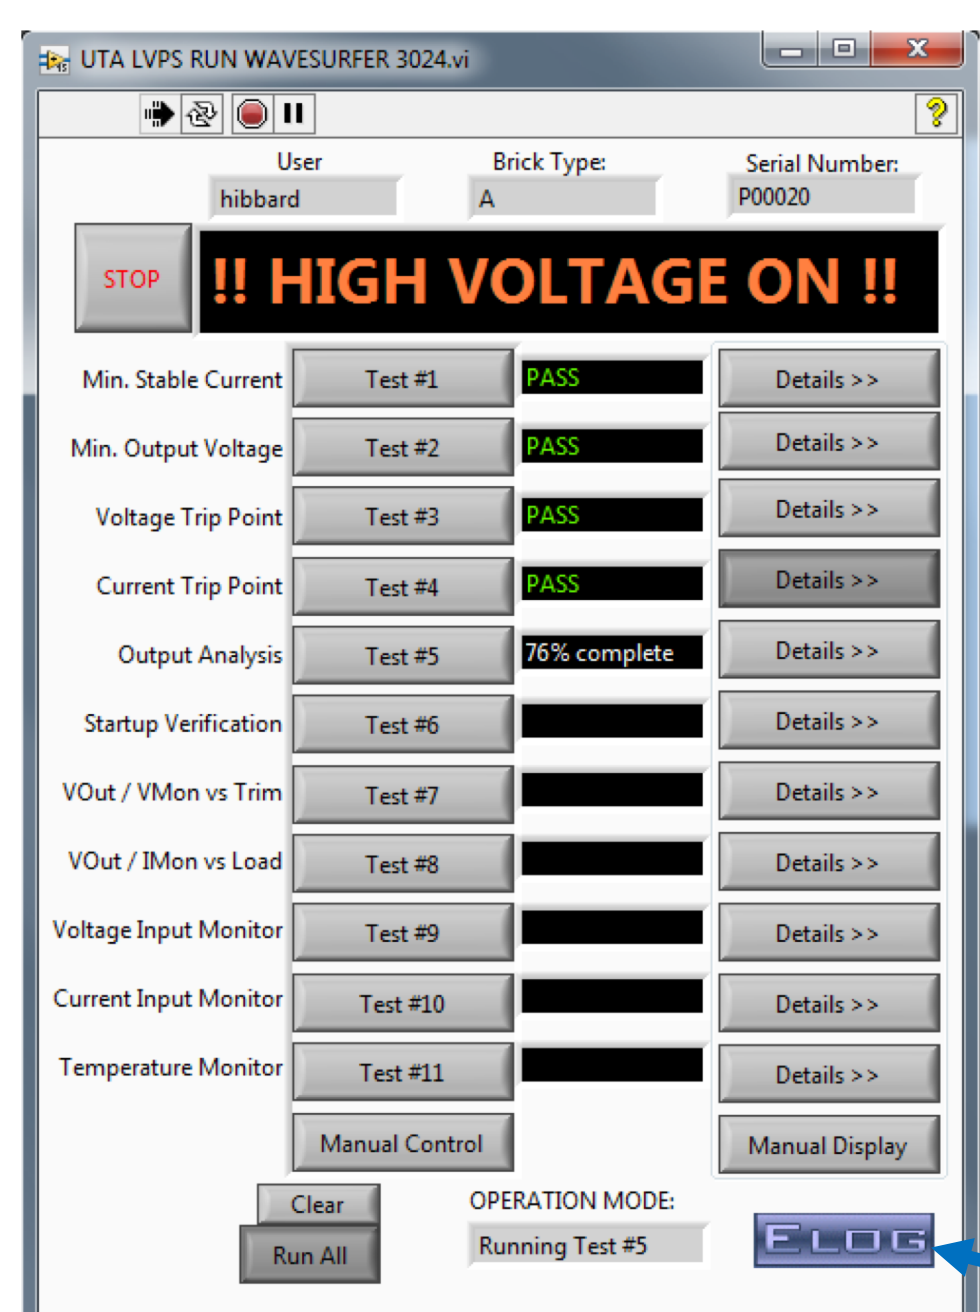 UTA LVPS RUN WAVESURFER 3024.vi
User Brick Type: Serial Number:
hibbard A P00020
STOP !! HIGH VOLTAGE ON !!
Min. Stable Current Test #1 PASS Details >>
Min. Output Voltage Test #2 PASS Details >>
Voltage Trip Point Test #3 PASS Details >>
Current Trip Point Test #4 PASS Details >>
Output Analysis Test #5 76% complete Details >>
Startup Verification Test #6 Details >>
VOut / VMon vs Trim Test #7 Details >>
VOut / IMon vs Load Test #8 Details >>
Voltage Input Monitor Test #9 Details >>
Current Input Monitor Test #10 Details >>
Temperature Monitor Test #11 Details >>
Manual Control Manual Display
Clear OPERATION MODE:
Run All Running Test #5 ELOG